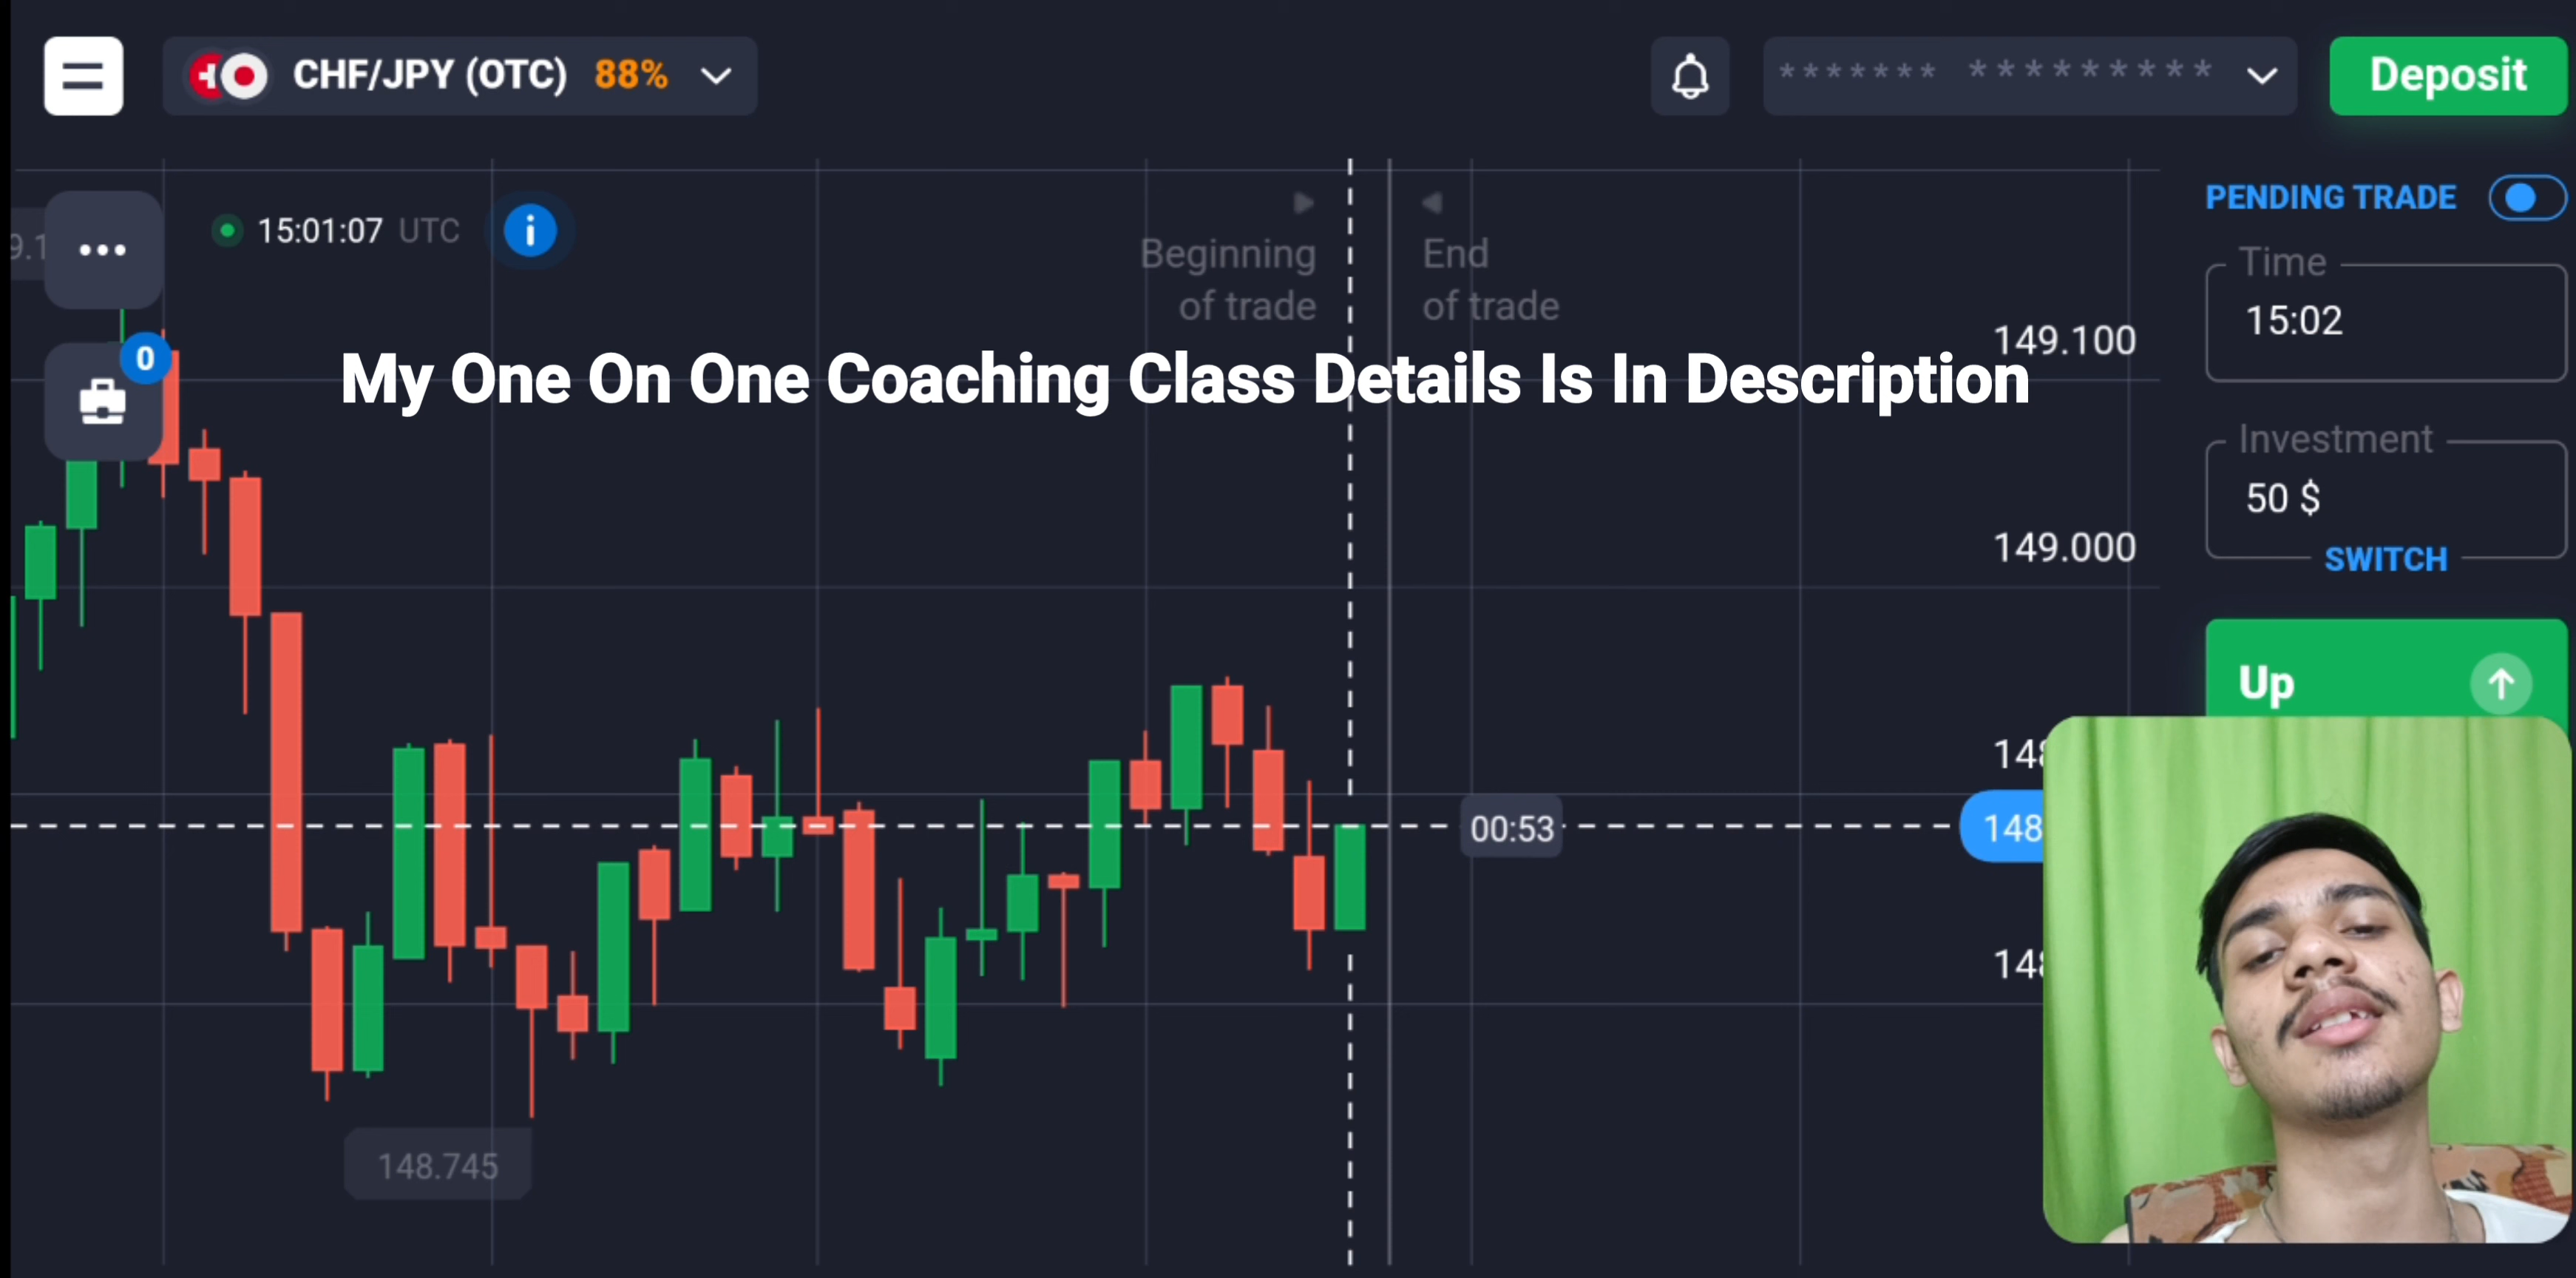 CHF/JPY (OTC) 88%
******* *********
Deposit
15:01:07 UTC
Beginning
of trade
End
of trade
PENDING TRADE
Time
15:02
0
149.100
My One On One Coaching Class Details Is In Description
Investment
50 $
149.000
SWITCH
Up
00:53
148
148.745